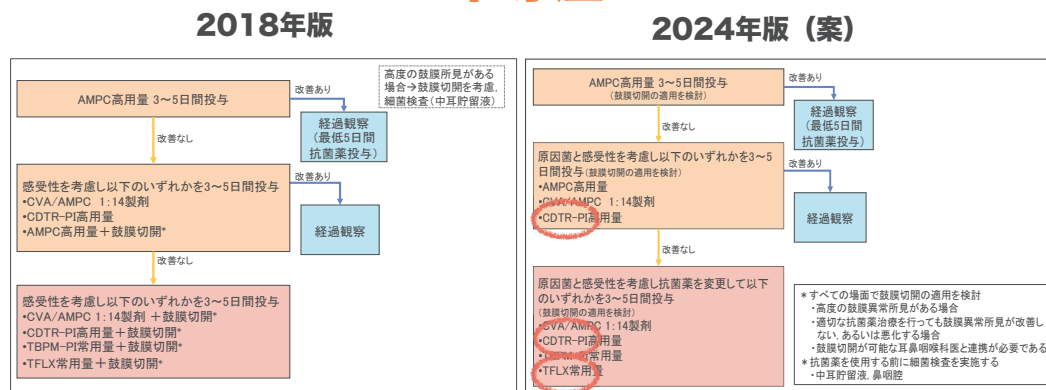 2018年版
高度の鼓膜所見がある
場合→鼓膜切開を考慮,
細菌検査(中耳貯留液)
AMPC高用量 3～5日間投与
改善あり
経過観察
(最低5日間
抗菌薬投与)
改善なし
感受性を考慮し以下のいずれかを3～5日間投与
•CVA/AMPC 1:14製剤
•CDTR-PI高用量
•AMPC高用量＋鼓膜切開*
改善あり
経過観察
改善なし
感受性を考慮し以下のいずれかを3～5日間投与
•CVA/AMPC 1:14製剤 ＋鼓膜切開*
•CDTR-PI高用量＋鼓膜切開*
•TBPM-PI常用量＋鼓膜切開*
•TFLX常用量＋鼓膜切開*
2024年版（案）
AMPC高用量 3～5日間投与
(鼓膜切開の適用を検討)
改善あり
経過観察
(最低5日間
抗菌薬投与)
改善なし
原因菌と感受性を考慮し以下のいずれかを3～5
日間投与(鼓膜切開の適用を検討)
•AMPC高用量
•CVA/AMPC 1:14製剤
•CDTR-PI高用量
改善あり
経過観察
改善なし
原因菌と感受性を考慮し抗菌薬を変更して以下
のいずれかを3～5日間投与
(鼓膜切開の適用を検討)
•CVA/AMPC 1:14製剤
•CDTR-PI高用量
•TBPM-PI常用量
•TFLX常用量
＊すべての場面で鼓膜切開の適用を検討
・高度の鼓膜異常所見がある場合
・適切な抗菌薬治療を行っても鼓膜異常所見が改善し
ない, あるいは悪化する場合
・鼓膜切開が可能な耳鼻咽喉科医と連携が必要である
＊抗菌薬を使用する前に細菌検査を実施する
・中耳貯留液, 鼻咽腔